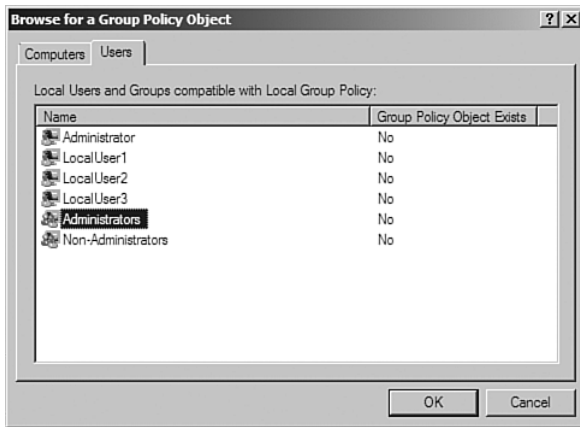 Browse for a Group Policy Object ? X
Computers Users
Local Users and Groups compatible with Local Group Policy:
Name Group Policy Object Exists
Administrator No
LocalUser1 No
LocalUser2 No
LocalUser3 No
Administrators No
Non-Administrators No
OK Cancel